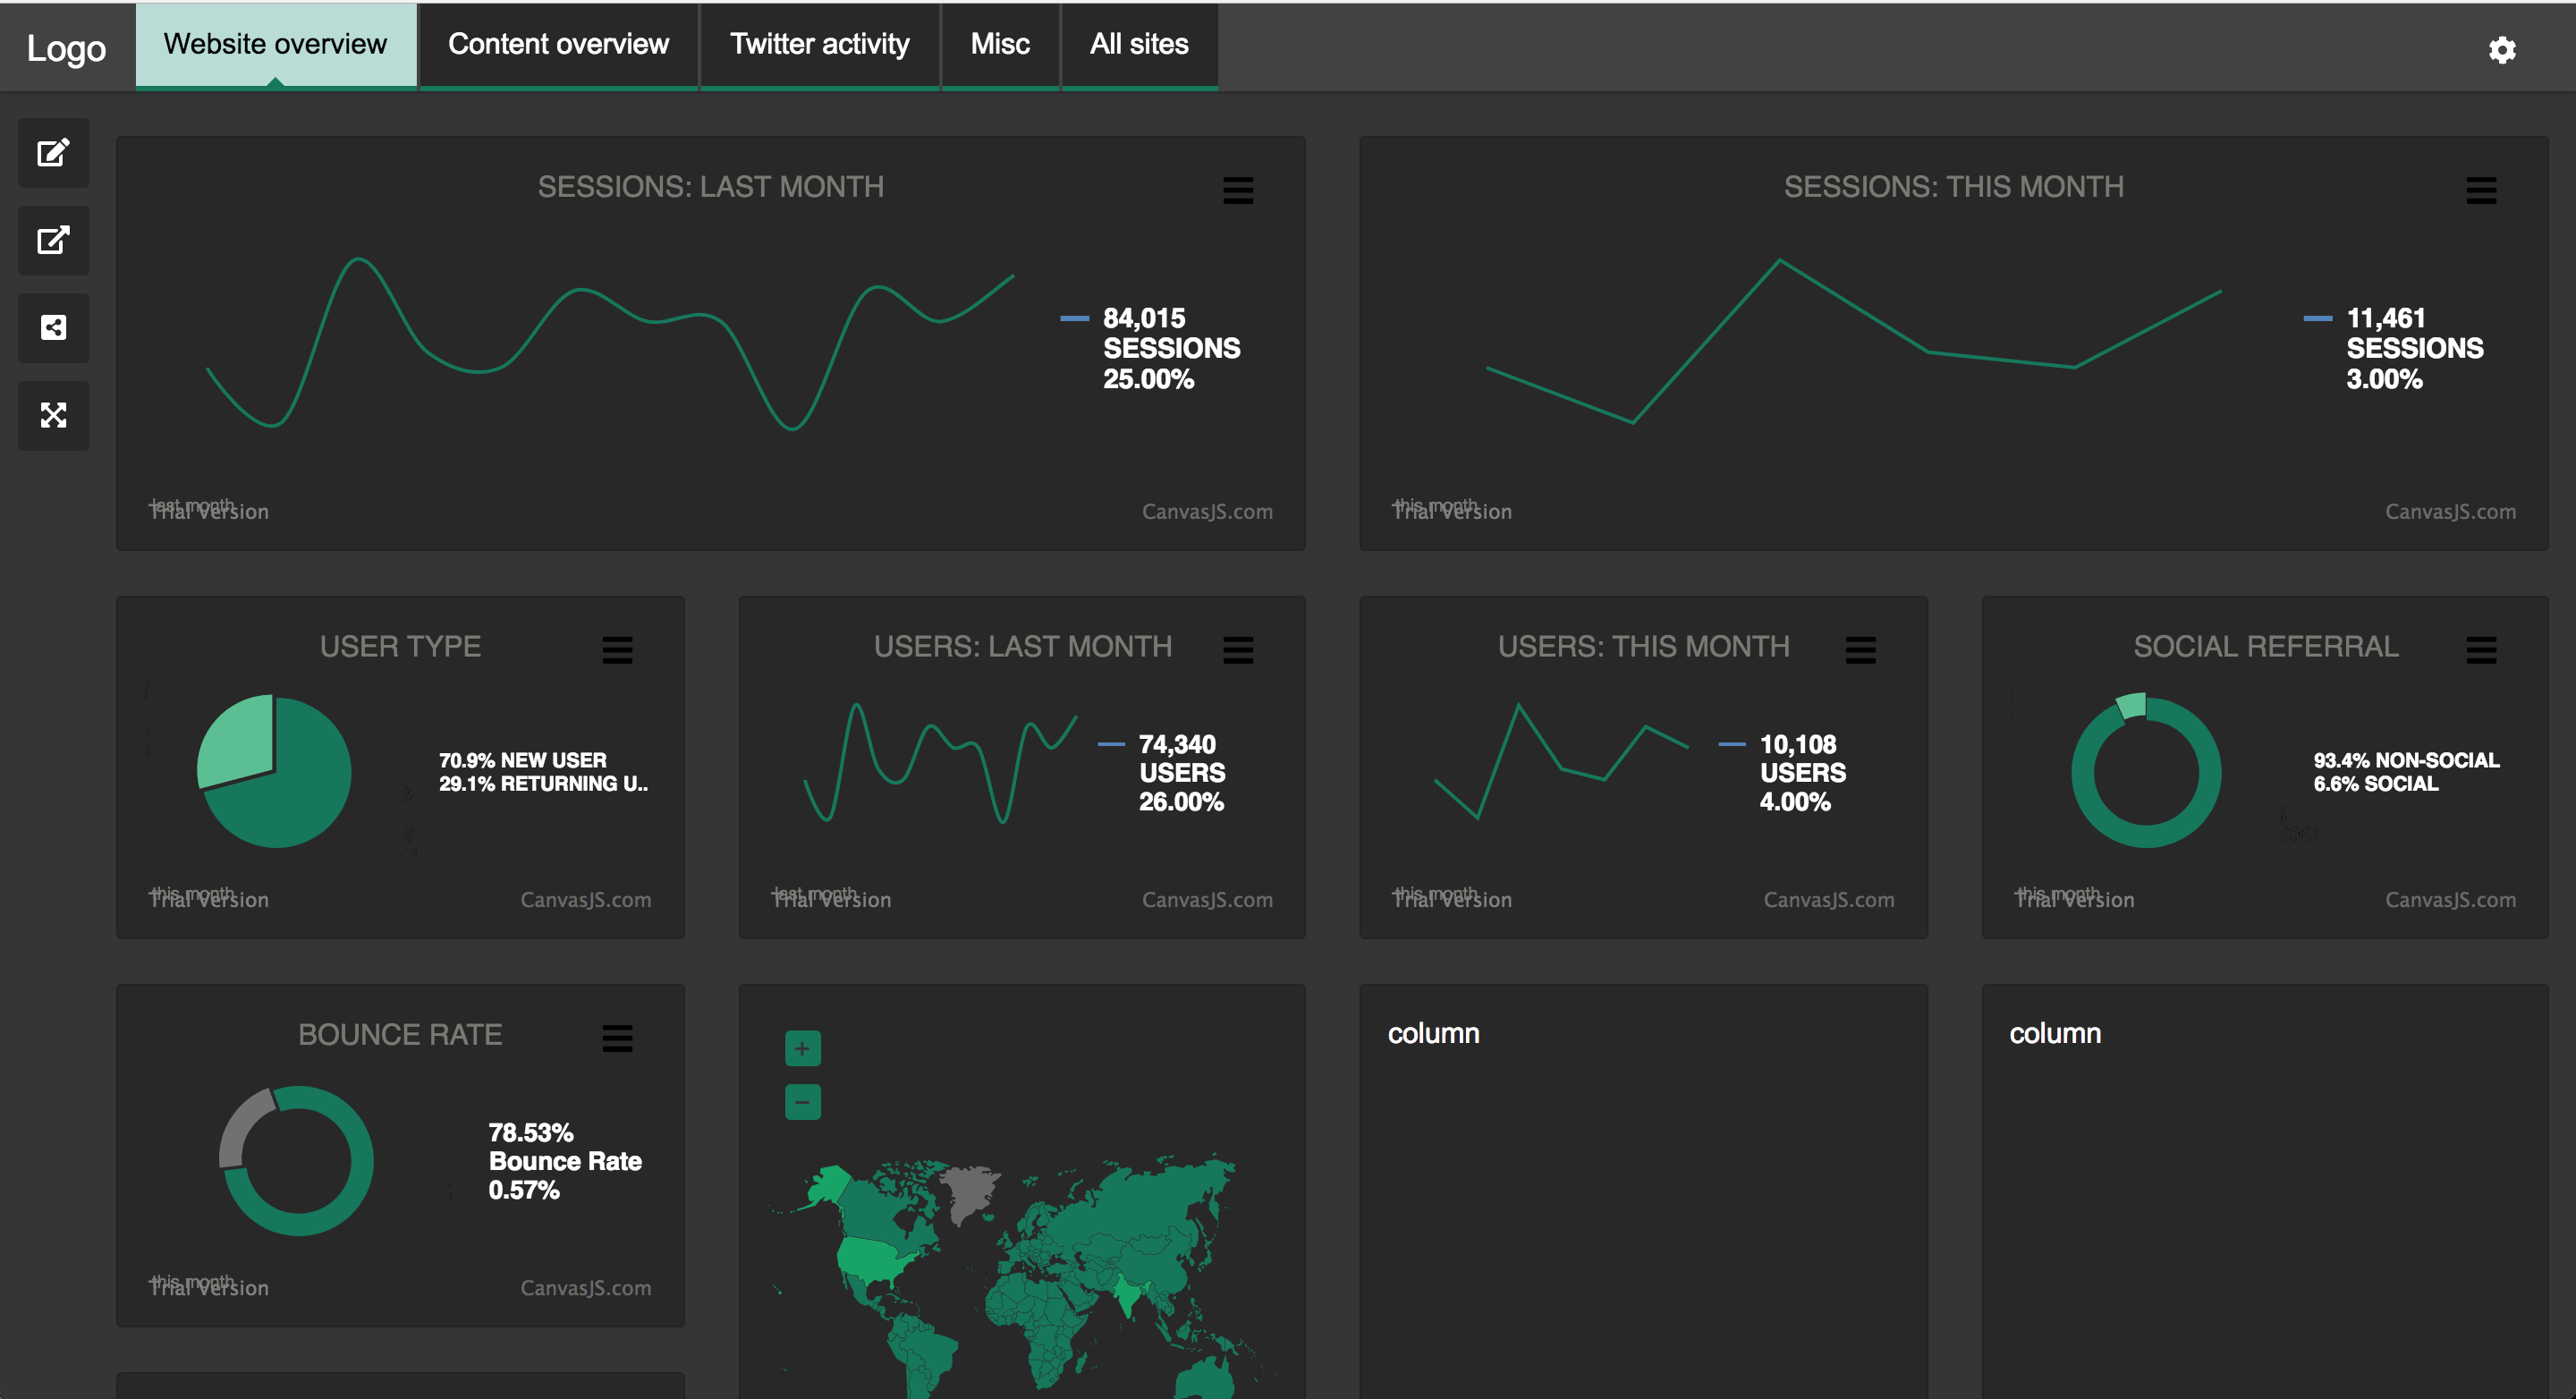 Logo
Website overview
Content overview
Twitter activity
Misc
All sites
SESSIONS: LAST MONTH
84,015
SESSIONS
25.00%
last month
Trial Version
CanvasJS.com
SESSIONS: THIS MONTH
11,461
SESSIONS
3.00%
this month
Trial Version
CanvasJS.com
USER TYPE
70.9% NEW USER
29.1% RETURNING U..
this month
Trial Version
CanvasJS.com
USERS: LAST MONTH
74,340
USERS
26.00%
last month
Trial Version
CanvasJS.com
USERS: THIS MONTH
10,108
USERS
4.00%
this month
Trial Version
CanvasJS.com
SOCIAL REFERRAL
93.4% NON-SOCIAL
6.6% SOCIAL
this month
Trial Version
CanvasJS.com
BOUNCE RATE
78.53%
Bounce Rate
0.57%
this month
Trial Version
CanvasJS.com
+
−
column
column